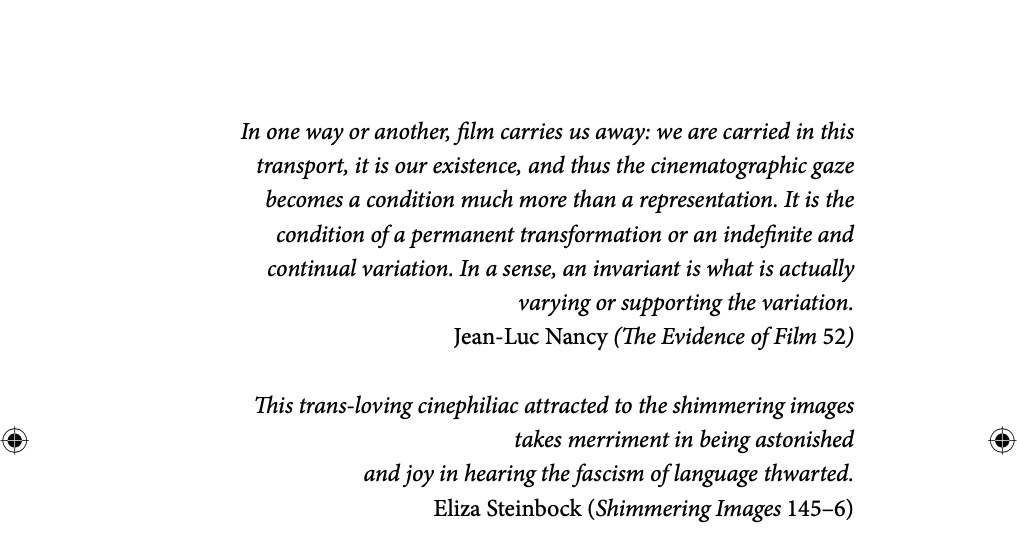 In one way or another, film carries us away: we are carried in this
transport, it is our existence, and thus the cinematographic gaze
becomes a condition much more than a representation. It is the
condition of a permanent transformation or an indefinite and
continual variation. In a sense, an invariant is what is actually
varying or supporting the variation.
Jean-Luc Nancy (The Evidence of Film 52)
This trans-loving cinephiliac attracted to the shimmering images
takes merriment in being astonished
and joy in hearing the fascism of language thwarted.
Eliza Steinbock (Shimmering Images 145–6)